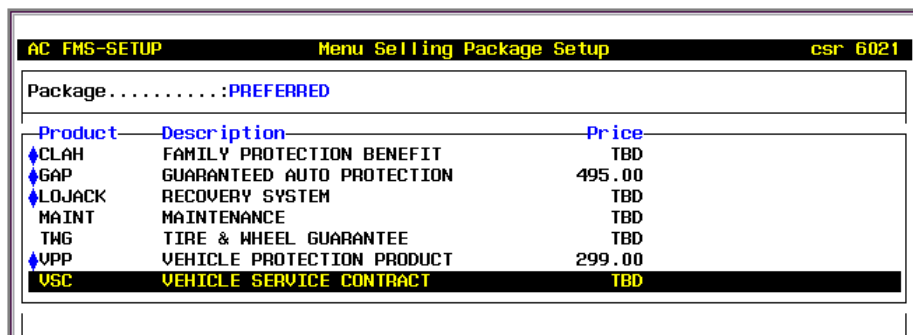 AC FMS-SETUP Menu Selling Package Setup csr 6021
Package..........:PREFERRED
Product Description Price
CLAH FAMILY PROTECTION BENEFIT TBD
GAP GUARANTEED AUTO PROTECTION 495.00
LOJACK RECOVERY SYSTEM TBD
MAINT MAINTENANCE TBD
TWG TIRE & WHEEL GUARANTEE TBD
VPP VEHICLE PROTECTION PRODUCT 299.00
VSC VEHICLE SERVICE CONTRACT TBD